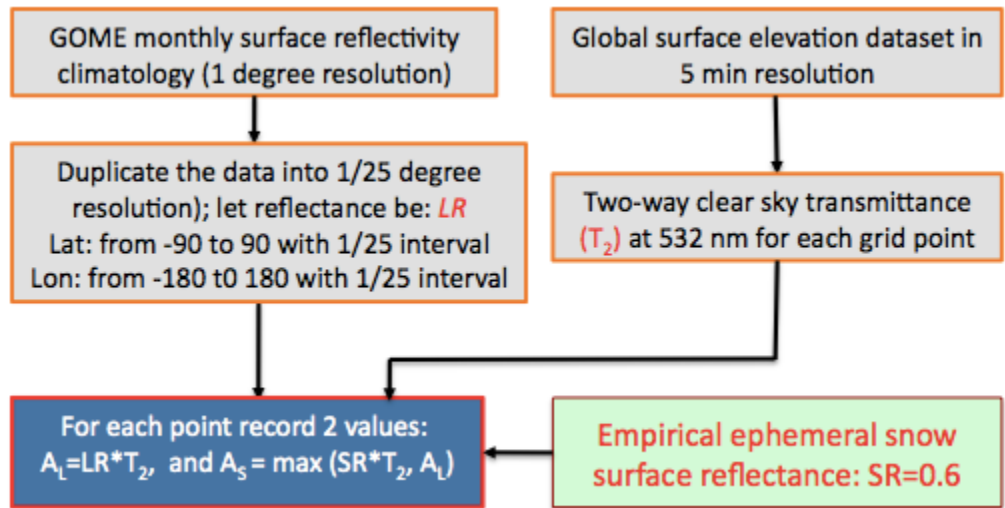 GOME monthly surface reflectivity
climatology (1 degree resolution)
Global surface elevation dataset in
5 min resolution
Duplicate the data into 1/25 degree
resolution); let reflectance be: LR
Lat: from -90 to 90 with 1/25 interval
Lon: from -180 t0 180 with 1/25 interval
Two-way clear sky transmittance
(T₂) at 532 nm for each grid point
For each point record 2 values:
A_L=LR*T₂, and A_S = max (SR*T₂, A_L)
Empirical ephemeral snow
surface reflectance: SR=0.6